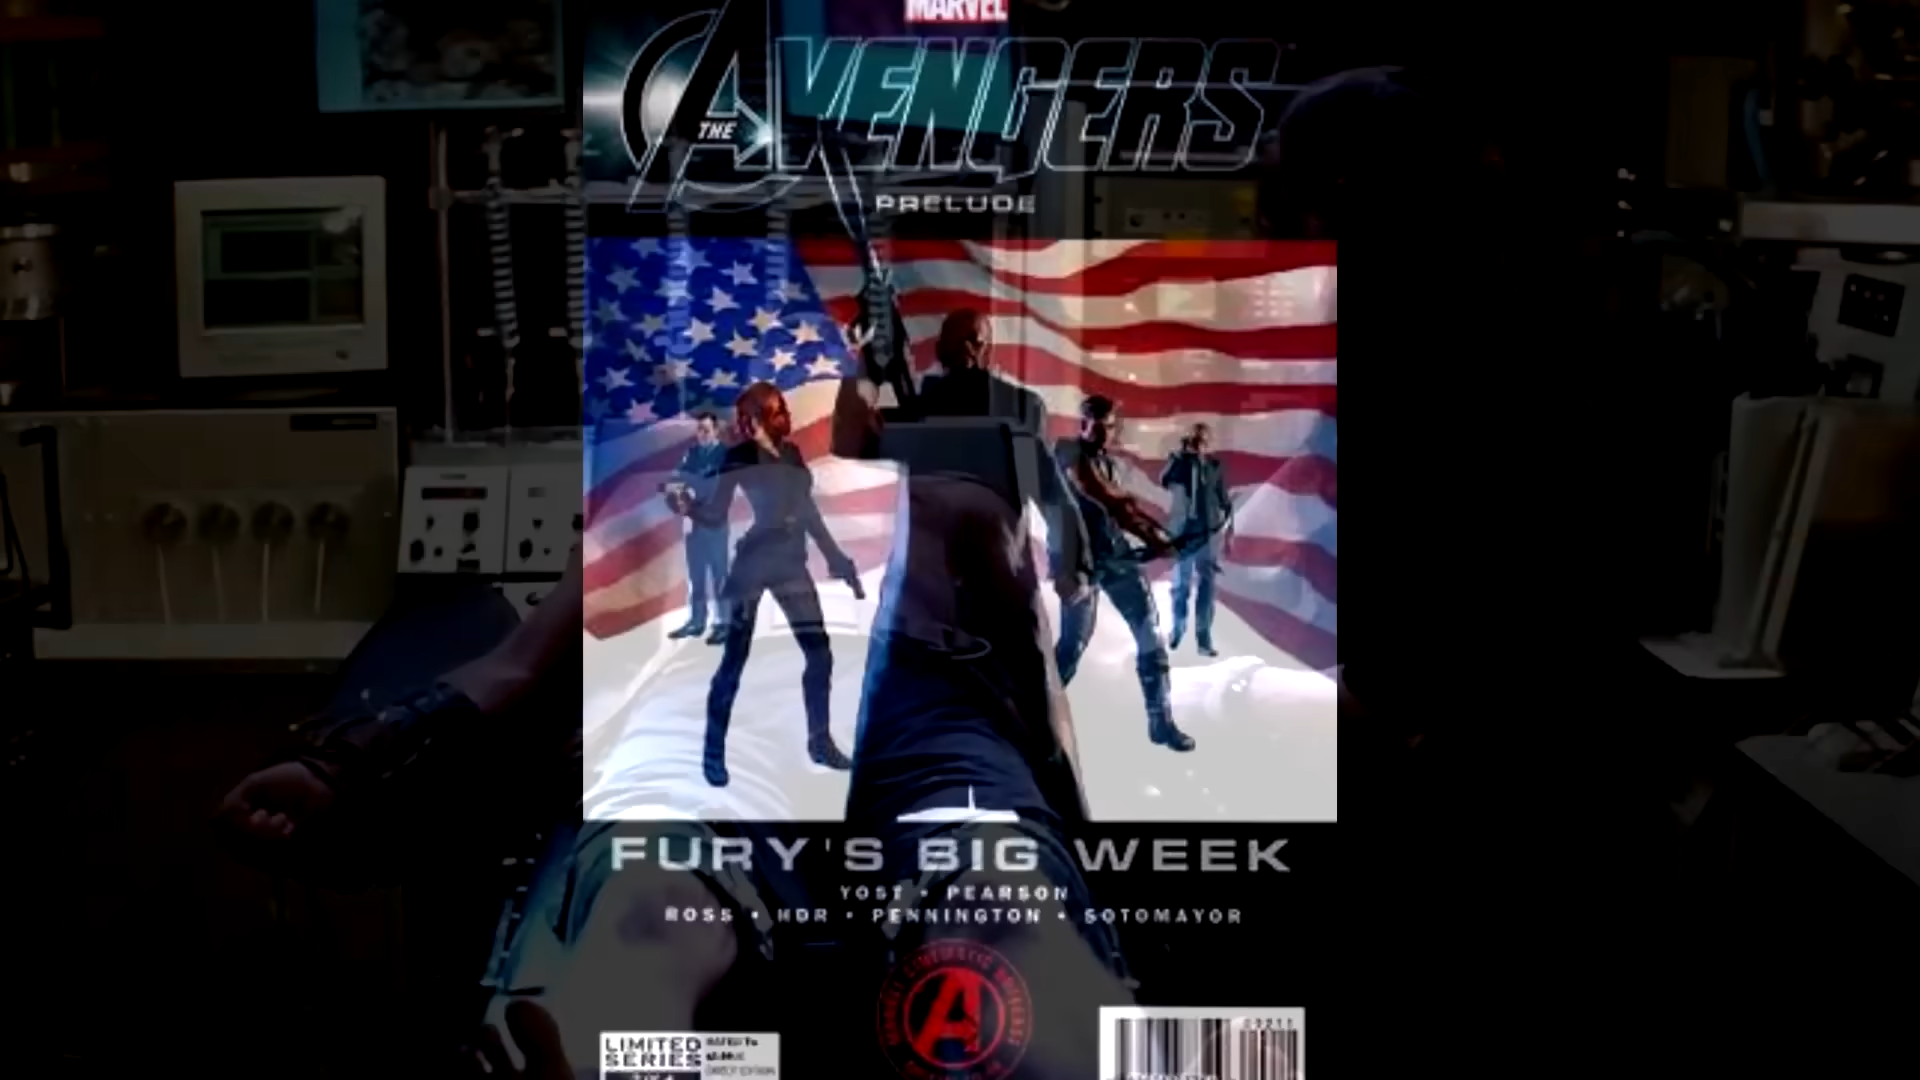 MARVEL
THE AVENGERS
PRELUDE
FURY'S BIG WEEK
YOST • PEARSON
ROSS • HDR • PENNINGTON • SOTOMAYOR
LIMITED
SERIES